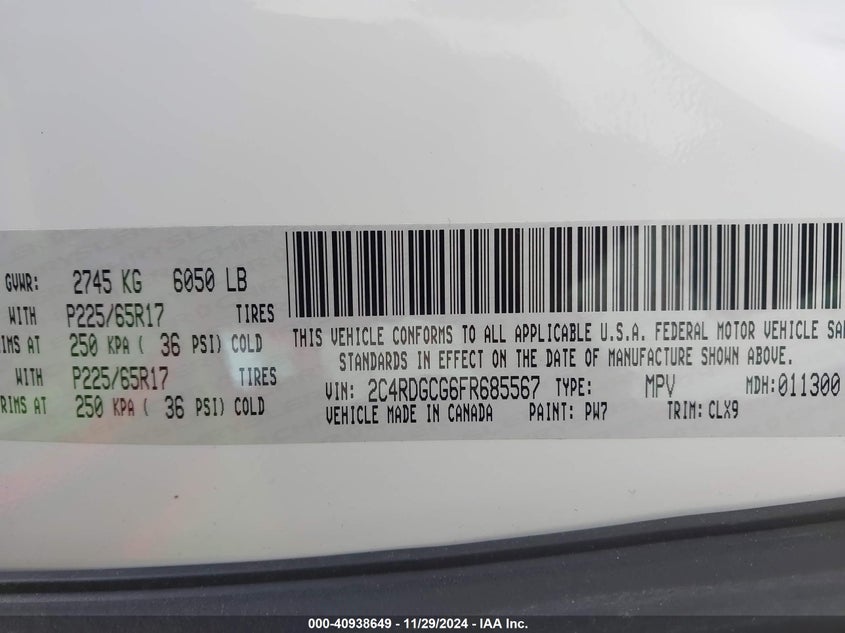 GVWR: 2745 KG 6050 LB
WITH P225/65R17 TIRES
RIMS AT 250 KPA ( 36 PSI) COLD
WITH P225/65R17 TIRES
RIMS AT 250 KPA ( 36 PSI) COLD
THIS VEHICLE CONFORMS TO ALL APPLICABLE U.S.A. FEDERAL MOTOR VEHICLE SA
STANDARDS IN EFFECT ON THE DATE OF MANUFACTURE SHOWN ABOVE.
VIN: 2C4RDGCG6FR685567 TYPE: MPV MDH:011300
VEHICLE MADE IN CANADA PAINT: PW7 TRIM: CLX9
000-40938649 - 11/29/2024 - IAA Inc.